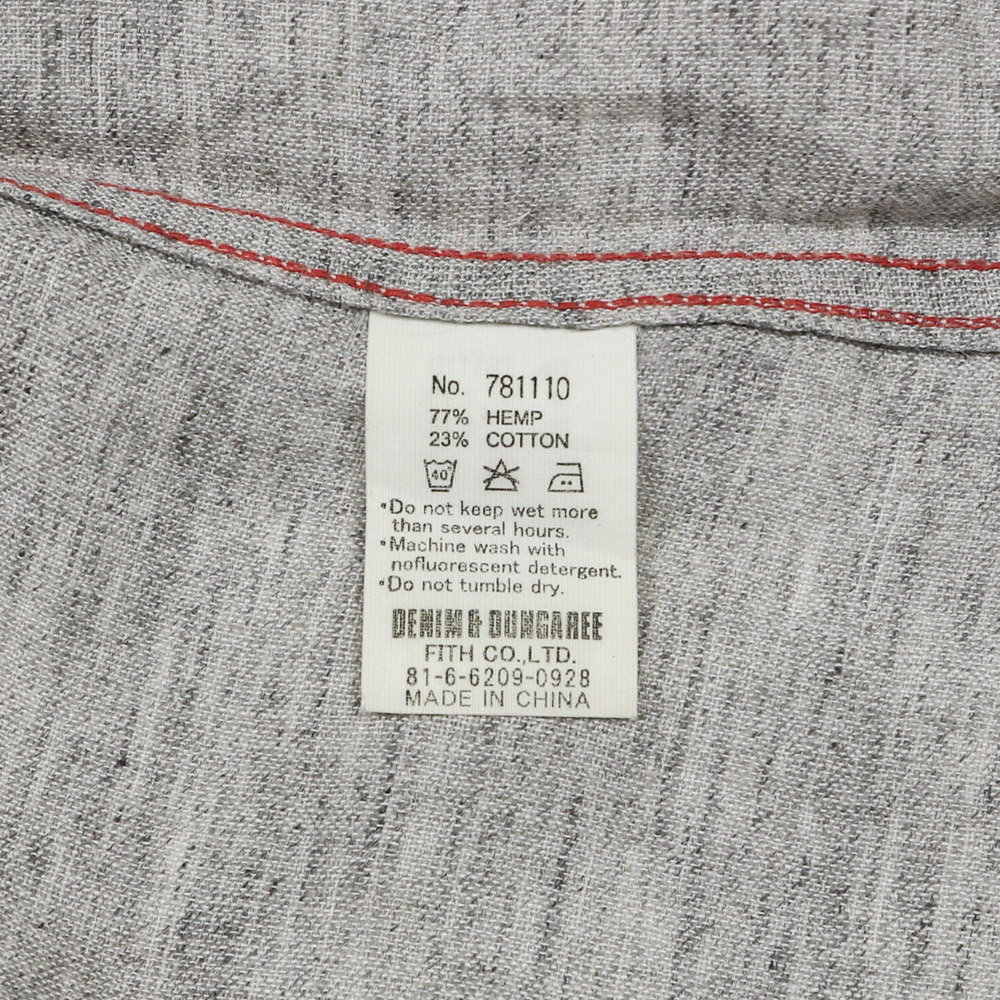 No. 781110
77% HEMP
23% COTTON
40
•Do not keep wet more
than several hours.
•Machine wash with
nofluorescent detergent.
•Do not tumble dry.
DENIM & DUNGAREE
FITH CO.,LTD.
81-6-6209-0928
MADE IN CHINA